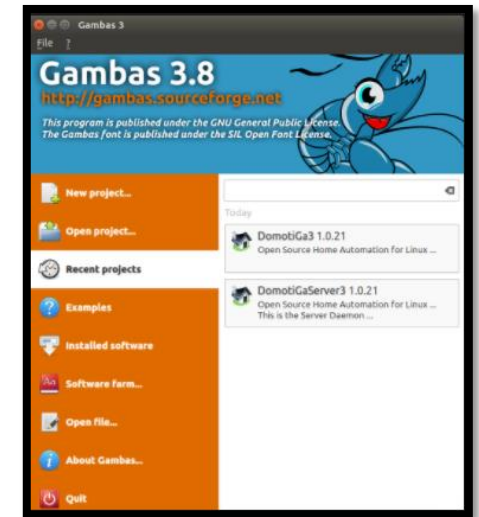 Gambas 3
File ?
Gambas 3.8
http://gambas.sourceforge.net
This program is published under the GNU General Public License.
The Gambas font is published under the SIL Open Font License.
New project...
Open project...
Recent projects
Examples
Installed software
Software farm...
Open file...
About Gambas...
Quit
Today
DomotiGa3 1.0.21
Open Source Home Automation for Linux ...
DomotiGaServer3 1.0.21
Open Source Home Automation for Linux ...
This is the Server Daemon ...